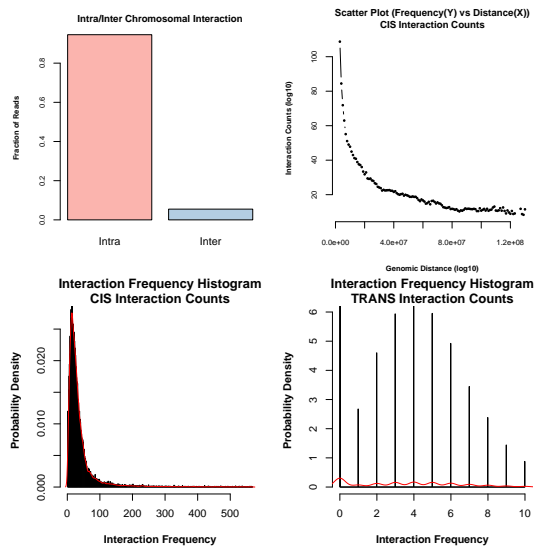 Intra/Inter Chromosomal Interaction
Fraction of Reads
0.0
0.2
0.4
0.6
0.8
Intra
Inter
Scatter Plot (Frequency(Y) vs Distance(X))
CIS Interaction Counts
Interaction Counts (log10)
20
40
60
80
100
0.0e+00
4.0e+07
8.0e+07
1.2e+08
Genomic Distance (log10)
Interaction Frequency Histogram
CIS Interaction Counts
Probability Density
0.000
0.010
0.020
0
100
200
300
400
500
Interaction Frequency
Interaction Frequency Histogram
TRANS Interaction Counts
Probability Density
0
1
2
3
4
5
6
0
2
4
6
8
10
Interaction Frequency